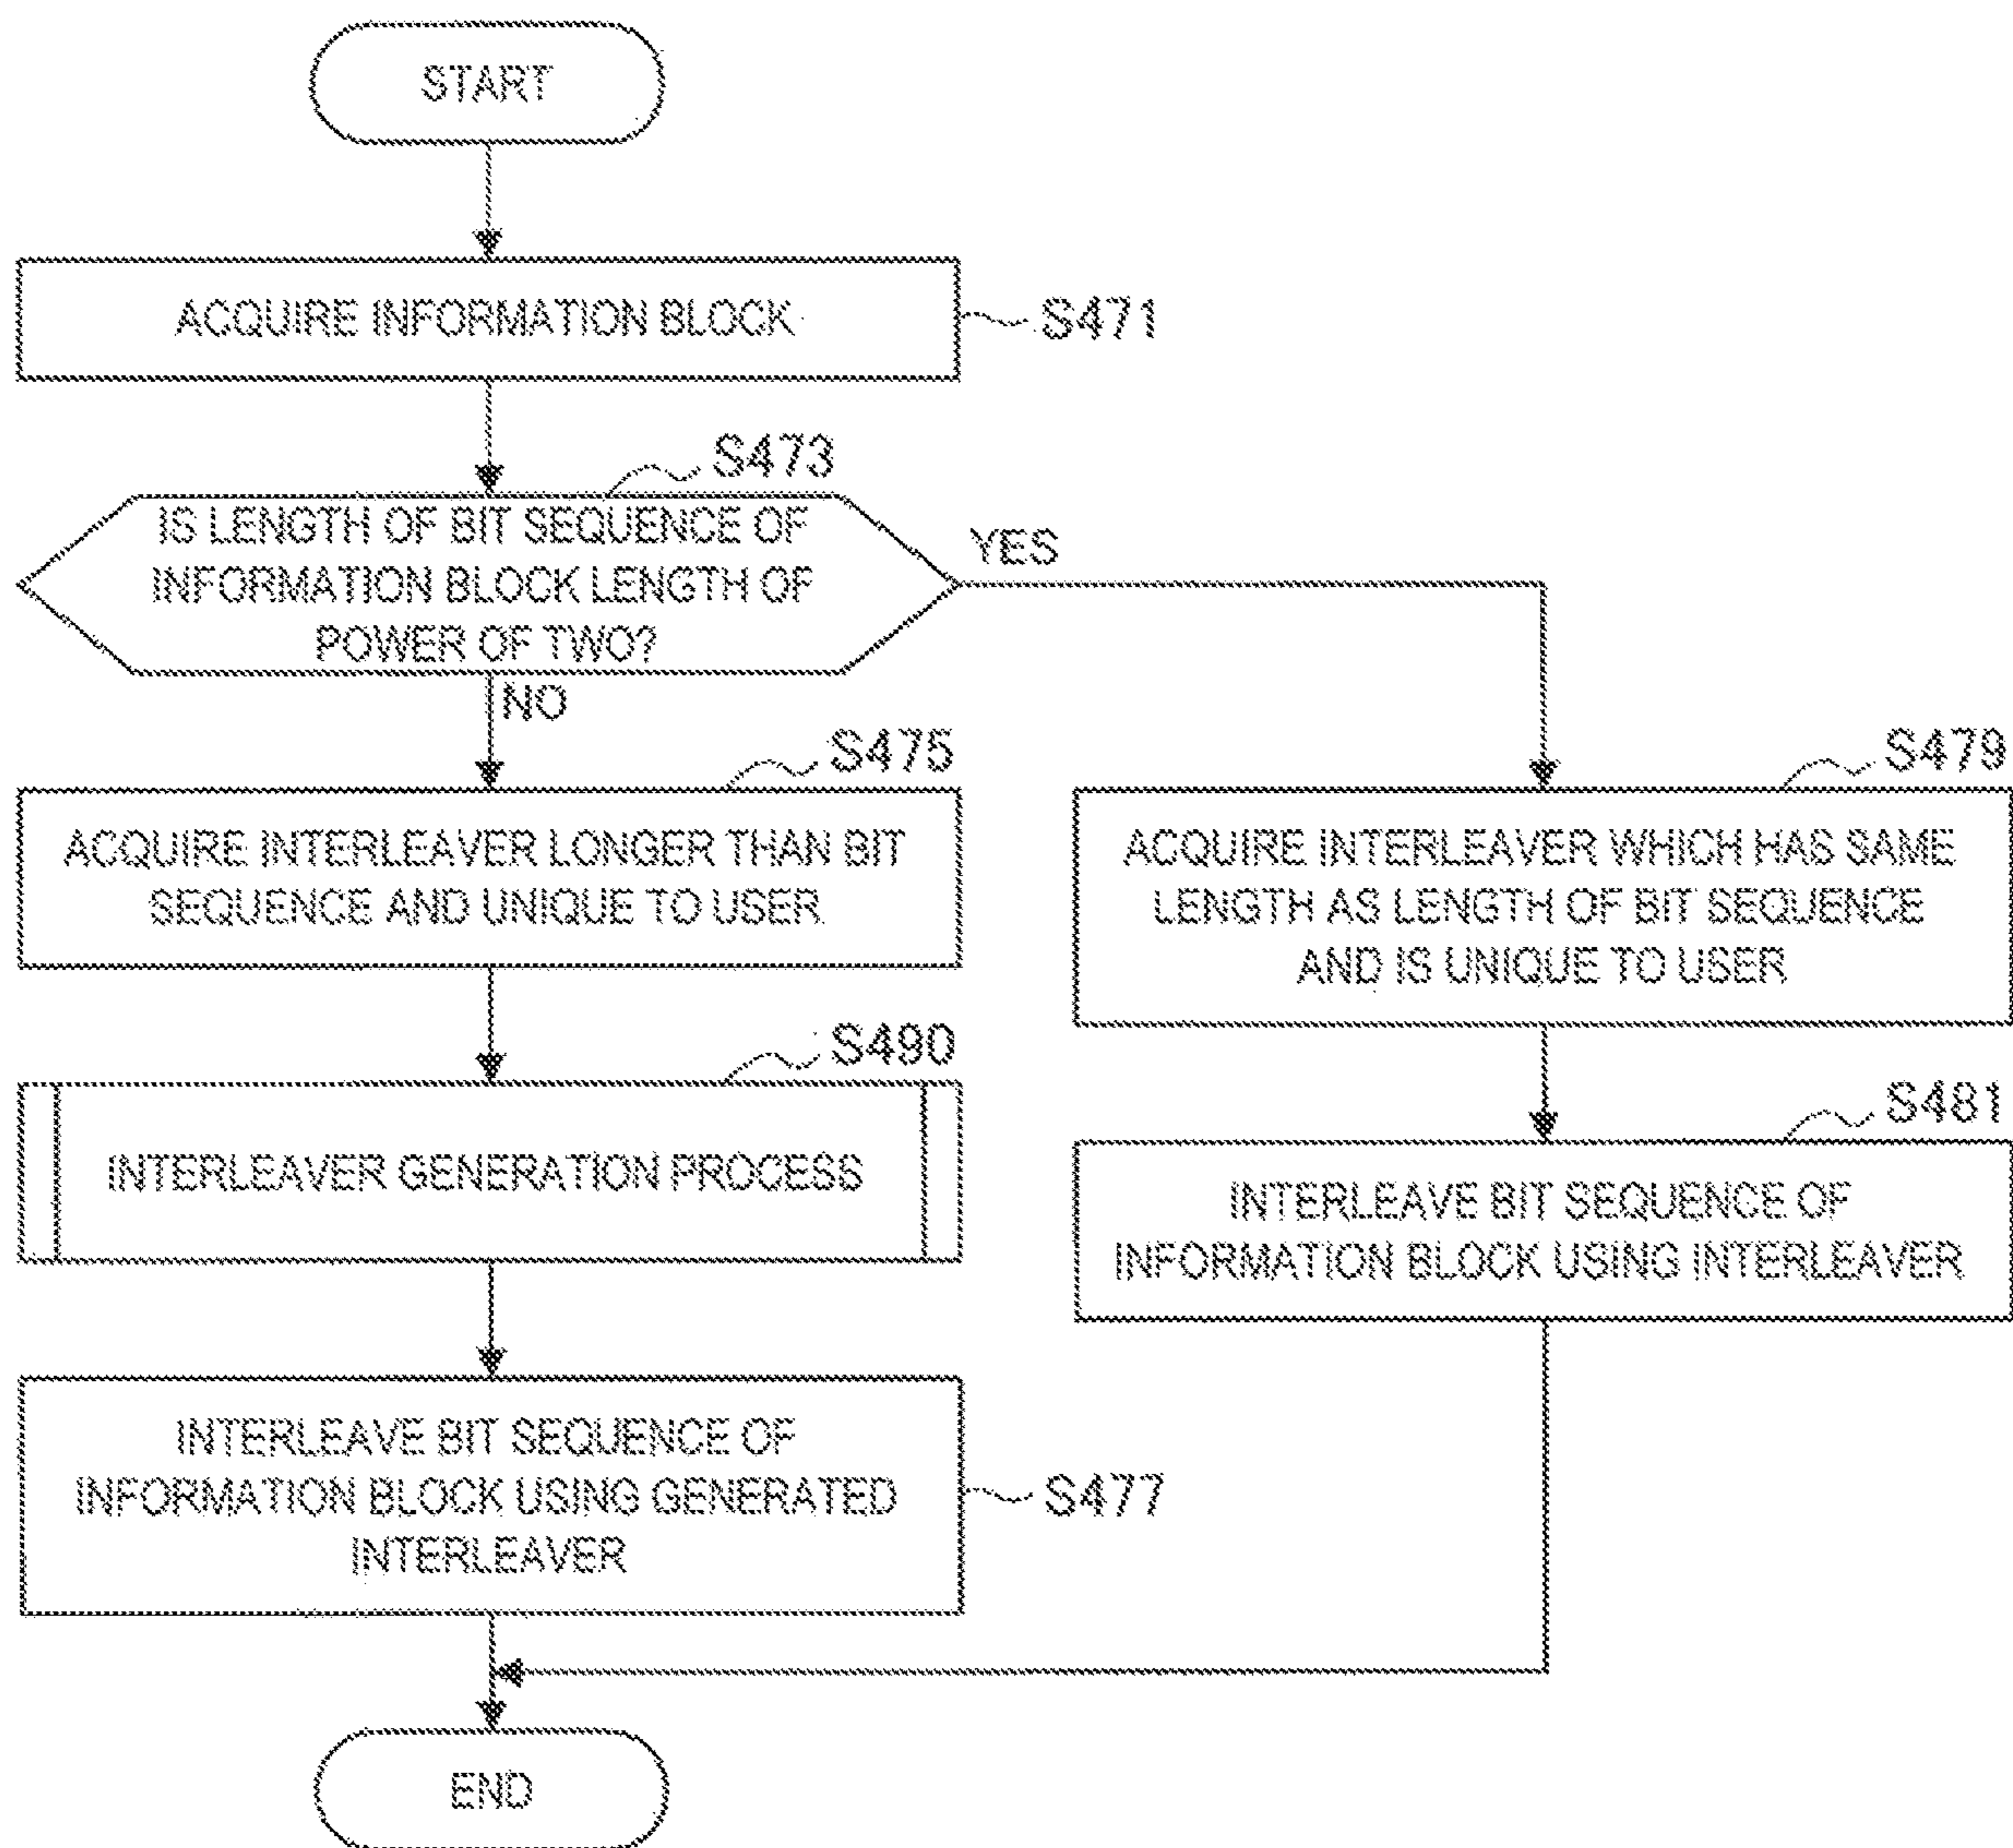 START
ACQUIRE INFORMATION BLOCK
S471
S473
IS LENGTH OF BIT SEQUENCE OF
INFORMATION BLOCK LENGTH OF
POWER OF TWO?
YES
NO
S475
ACQUIRE INTERLEAVER LONGER THAN BIT
SEQUENCE AND UNIQUE TO USER
S479
ACQUIRE INTERLEAVER WHICH HAS SAME
LENGTH AS LENGTH OF BIT SEQUENCE
AND IS UNIQUE TO USER
S490
INTERLEAVER GENERATION PROCESS
S481
INTERLEAVE BIT SEQUENCE OF
INFORMATION BLOCK USING INTERLEAVER
INTERLEAVE BIT SEQUENCE OF
INFORMATION BLOCK USING GENERATED
INTERLEAVER
S477
END